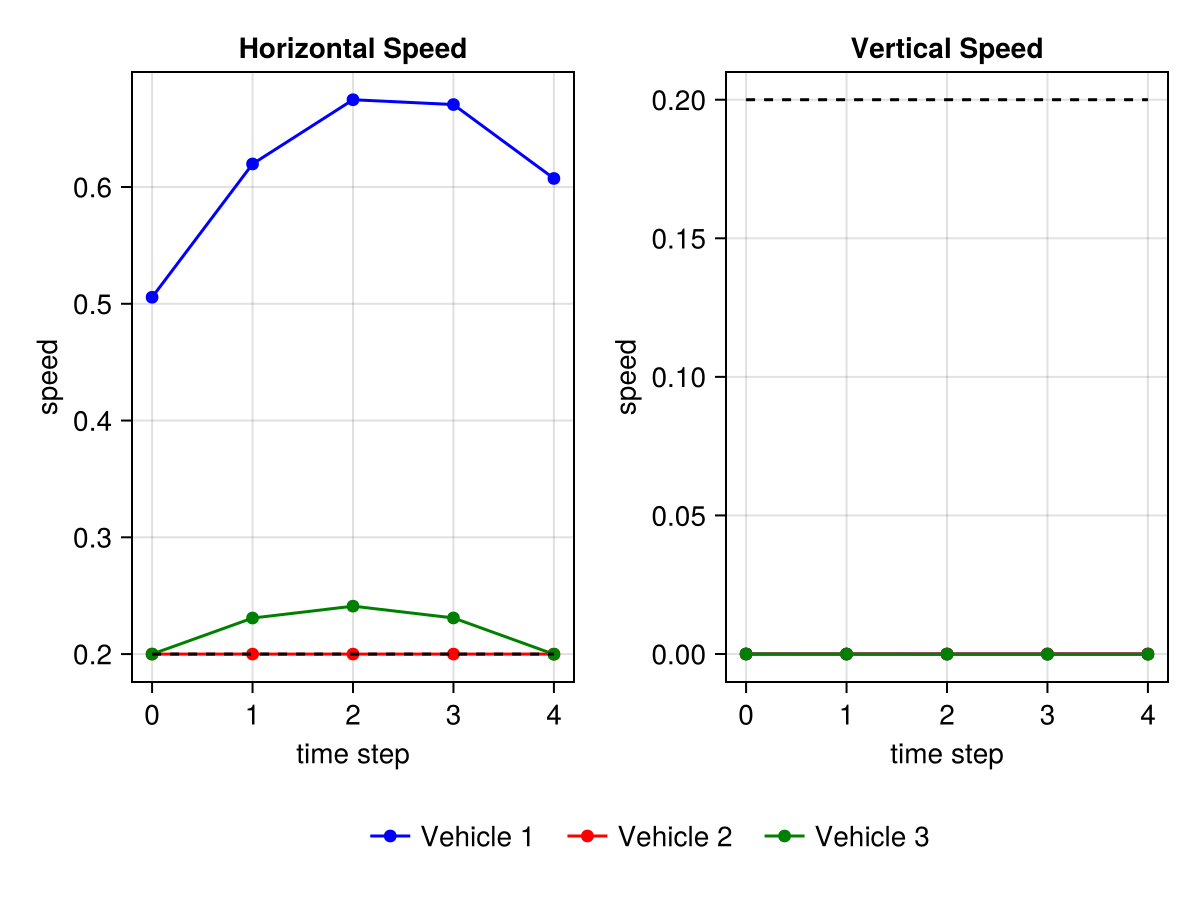 Horizontal Speed
speed
0.6
0.5
0.4
0.3
0.2
0 1 2 3 4
time step
Vertical Speed
speed
0.20
0.15
0.10
0.05
0.00
0 1 2 3 4
time step
Vehicle 1 Vehicle 2 Vehicle 3